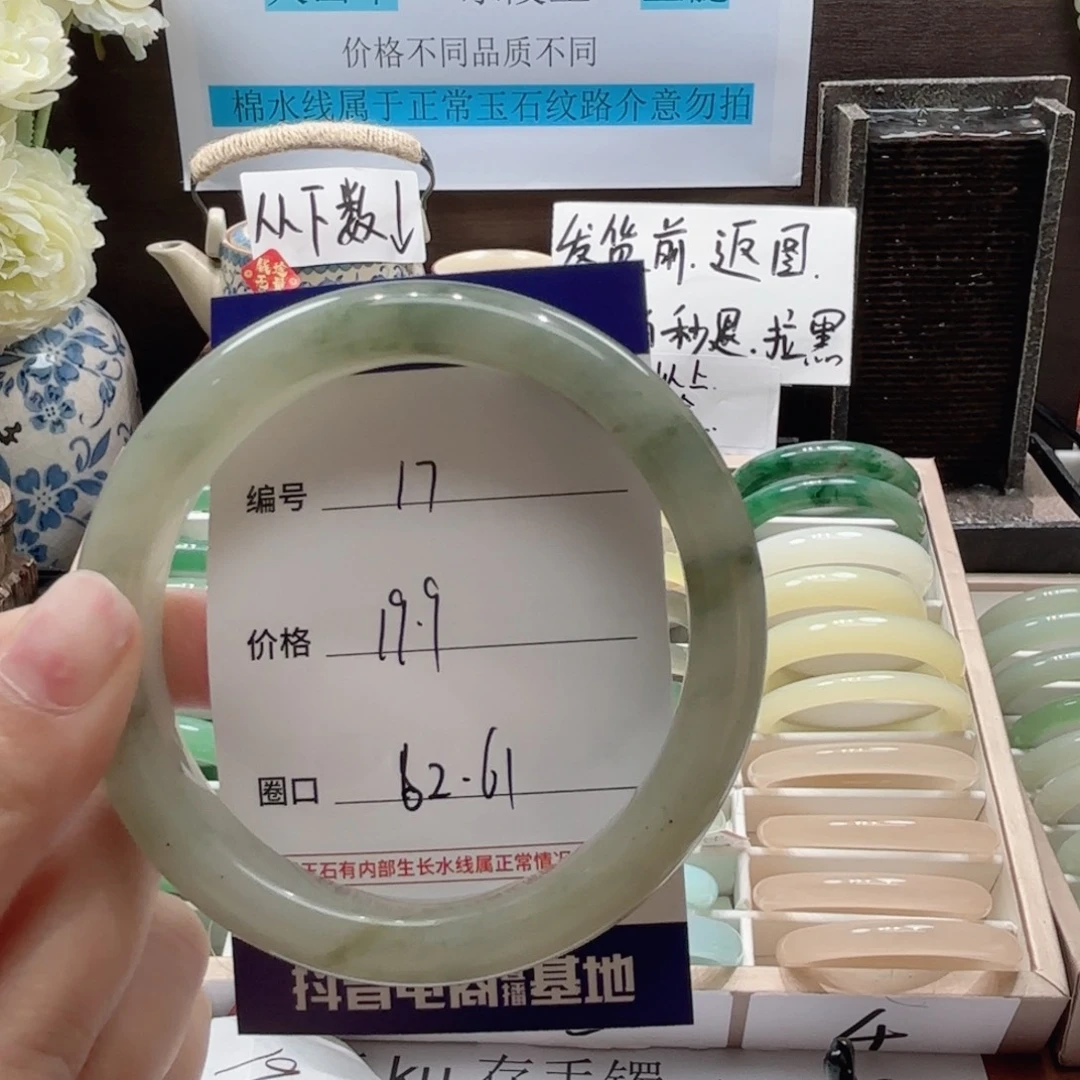 价格不同品质不同
棉水线属于正常玉石纹路介意勿拍
从下数↓
发货前.返图.
秒退.拉黑
以上.
编号 17
价格 19.9
圈口 62-61
玉石有内部生长水线属正常情况
抖音电商直播基地
4